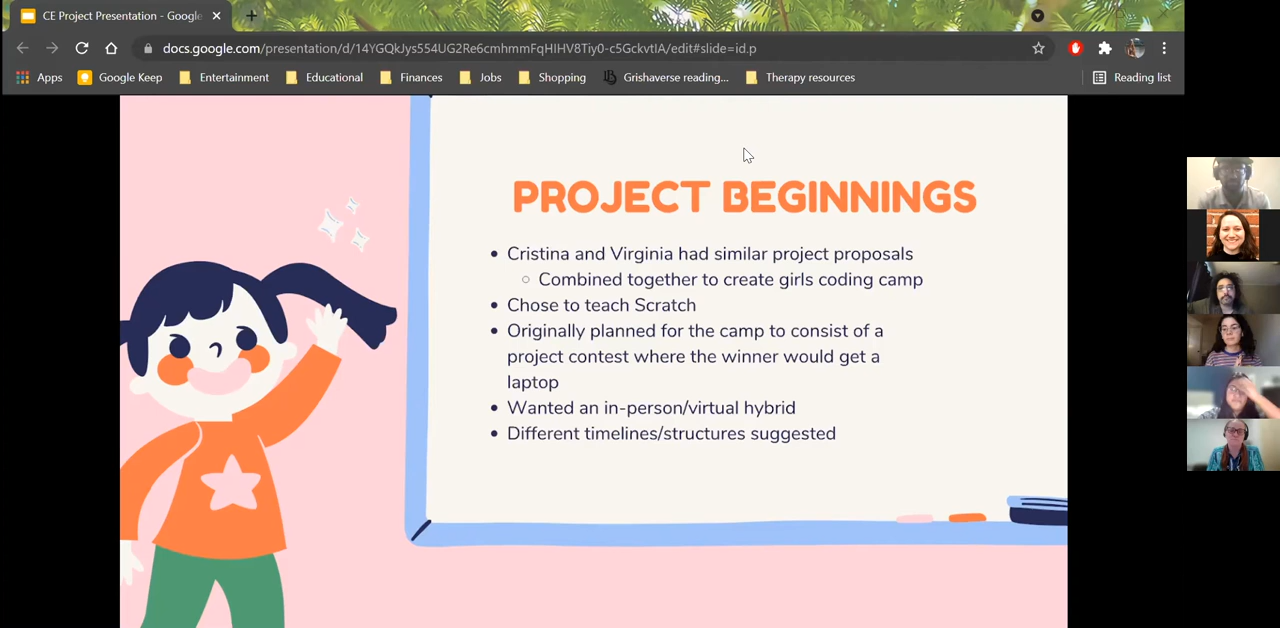 CE Project Presentation - Google
docs.google.com/presentation/d/14YGQkJys554UG2Re6cmhmmFqHIHV8Tiy0-c5GckvtIA/edit#slide=id.p
Apps Google Keep Entertainment Educational Finances Jobs Shopping Grishaverse reading... Therapy resources Reading list
PROJECT BEGINNINGS
• Cristina and Virginia had similar project proposals
○ Combined together to create girls coding camp
• Chose to teach Scratch
• Originally planned for the camp to consist of a
project contest where the winner would get a
laptop
• Wanted an in-person/virtual hybrid
• Different timelines/structures suggested